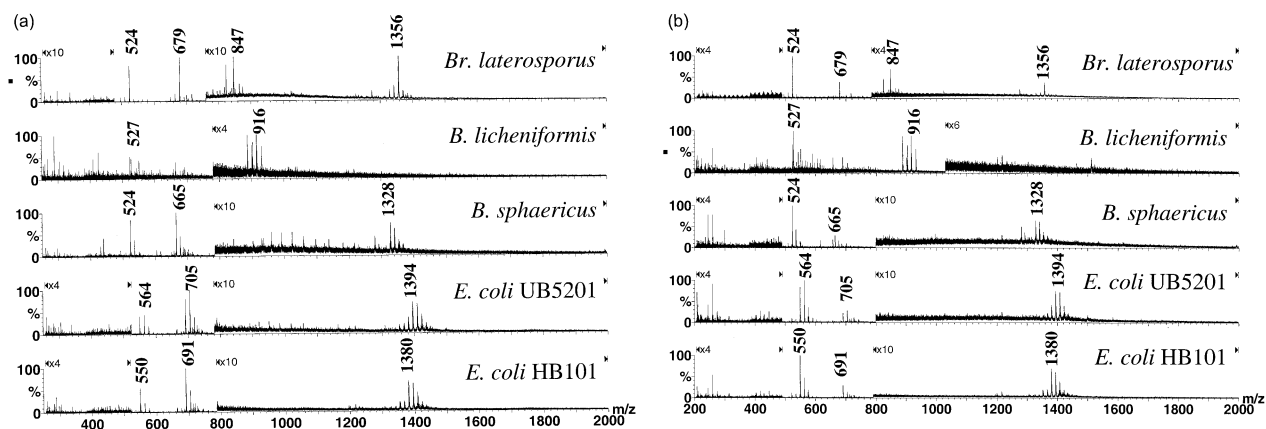 (a)
x10
524
679
x10
847
1356
Br. laterosporus
100
%
0
527
x4
916
B. licheniformis
100
%
0
524
665
x10
1328
B. sphaericus
100
%
0
x4
564
705
x10
1394
E. coli UB5201
100
%
0
x4
550
691
x10
1380
E. coli HB101
100
%
0
400 600 800 1000 1200 1400 1600 1800 2000 m/z
(b)
x4
524
679
x4
847
1356
Br. laterosporus
100
%
0
527
916
x6
B. licheniformis
100
%
0
x4
524
665
x10
1328
B. sphaericus
100
%
0
x4
564
705
x10
1394
E. coli UB5201
100
%
0
x4
550
691
x10
1380
E. coli HB101
100
%
0
200 400 600 800 1000 1200 1400 1600 1800 2000 m/z